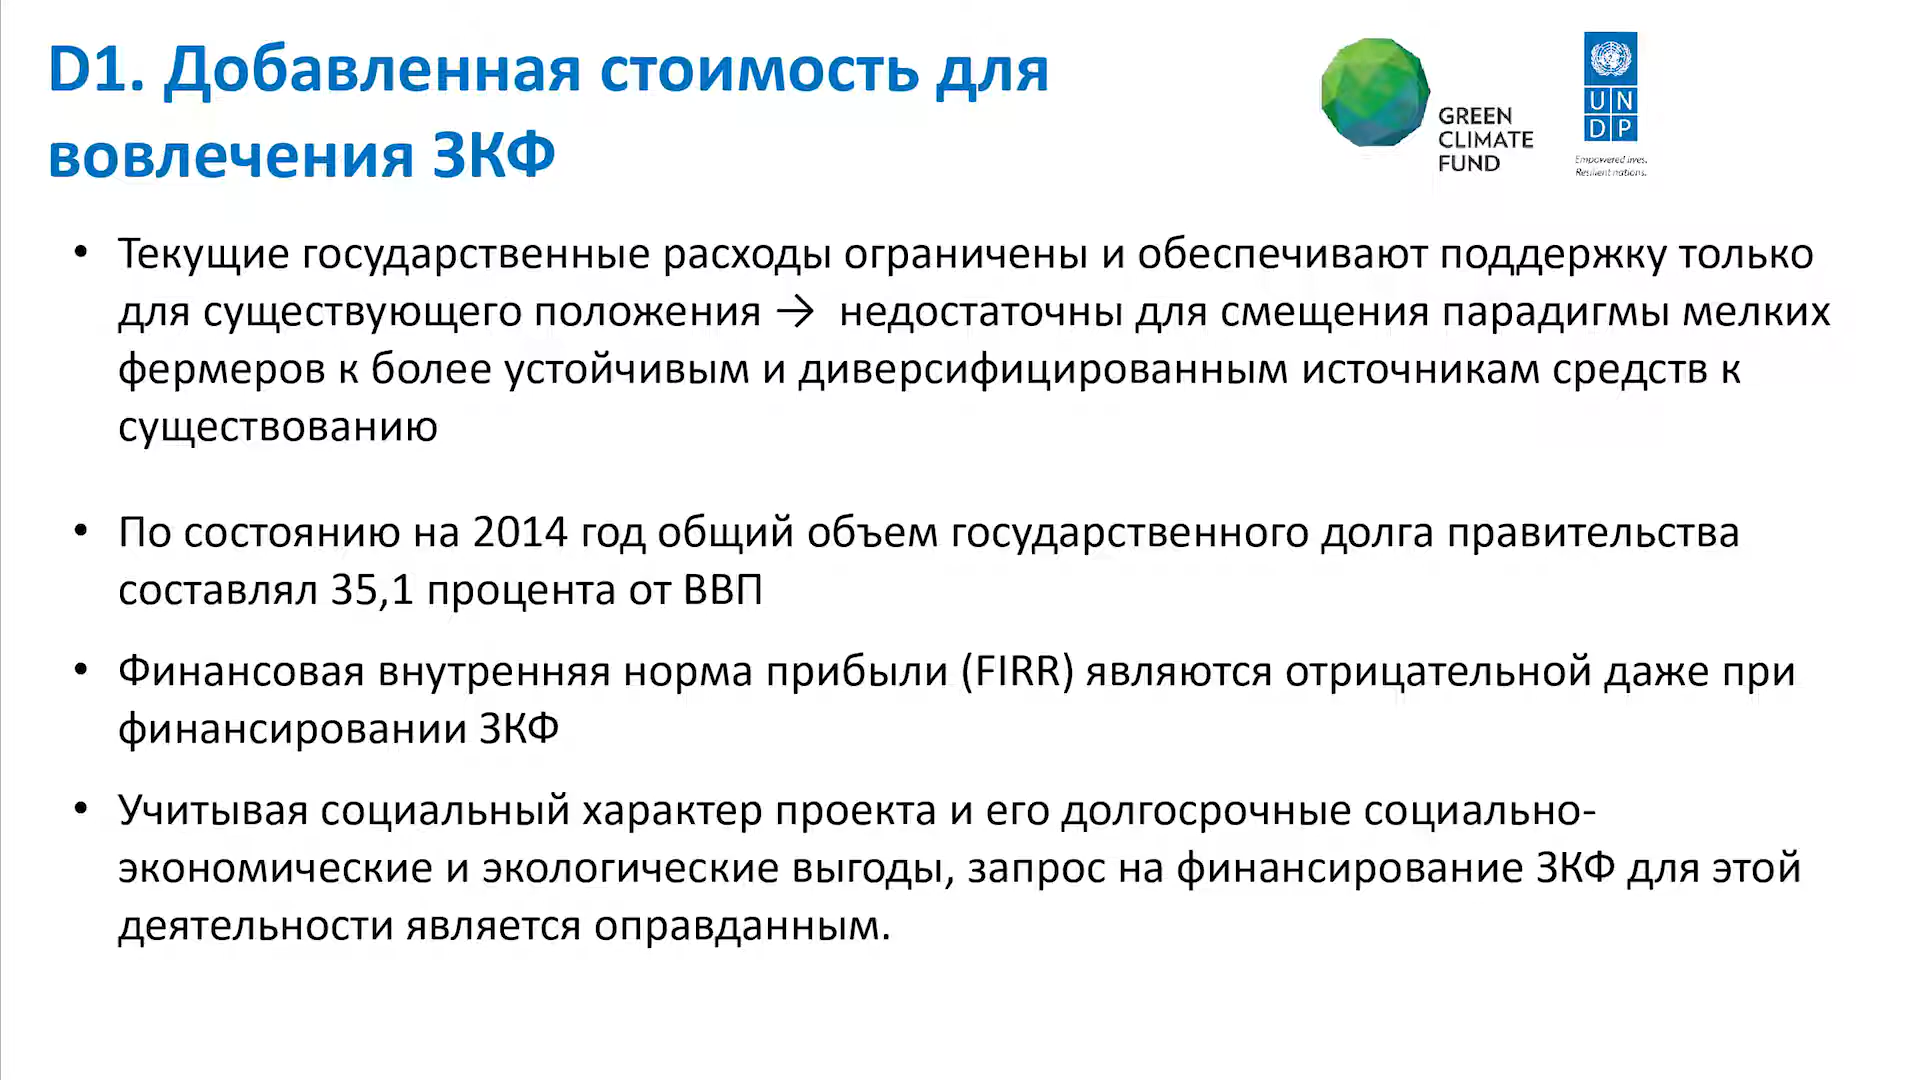 D1. Добавленная стоимость для
вовлечения ЗКФ
GREEN
CLIMATE
FUND
U N
D P
Empowered lives.
Resilient nations.
• Текущие государственные расходы ограничены и обеспечивают поддержку только
для существующего положения → недостаточны для смещения парадигмы мелких
фермеров к более устойчивым и диверсифицированным источникам средств к
существованию
• По состоянию на 2014 год общий объем государственного долга правительства
составлял 35,1 процента от ВВП
• Финансовая внутренняя норма прибыли (FIRR) являются отрицательной даже при
финансировании ЗКФ
• Учитывая социальный характер проекта и его долгосрочные социально-
экономические и экологические выгоды, запрос на финансирование ЗКФ для этой
деятельности является оправданным.